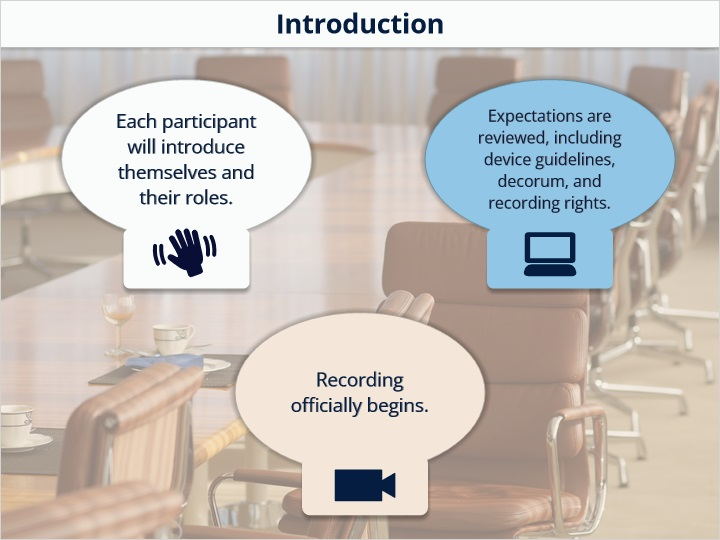 Introduction
Each participant
will introduce
themselves and
their roles.
Expectations are
reviewed, including
device guidelines,
decorum, and
recording rights.
Recording
officially begins.